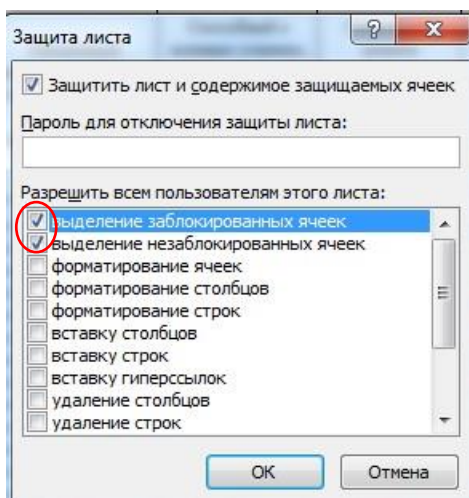 Защита листа
Защитить лист и содержимое защищаемых ячеек
Пароль для отключения защиты листа:
Разрешить всем пользователям этого листа:
выделение заблокированных ячеек
выделение незаблокированных ячеек
форматирование ячеек
форматирование столбцов
форматирование строк
вставку столбцов
вставку строк
вставку гиперссылок
удаление столбцов
удаление строк
ОК
Отмена